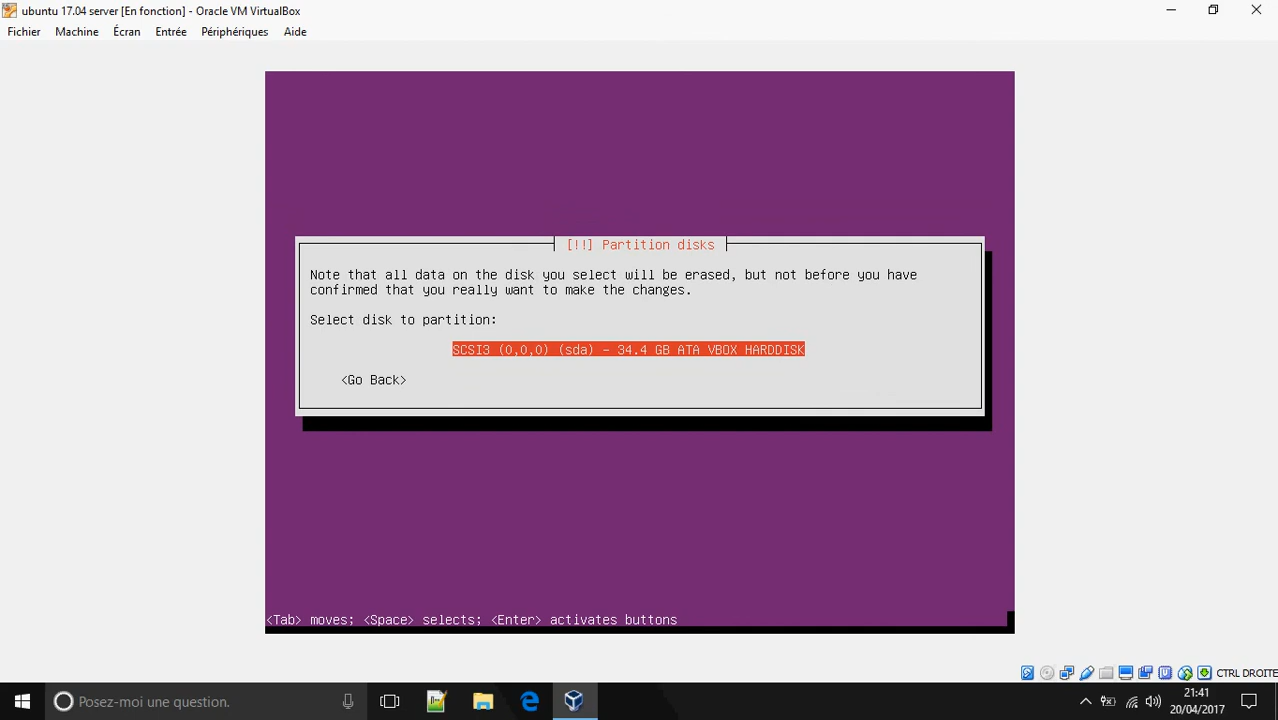 ubuntu 17.04 server [En fonction] - Oracle VM VirtualBox
Fichier Machine Écran Entrée Périphériques Aide
[!!] Partition disks
Note that all data on the disk you select will be erased, but not before you have
confirmed that you really want to make the changes.
Select disk to partition:
SCSI3 (0,0,0) (sda) - 34.4 GB ATA VBOX HARDDISK
<Go Back>
<Tab> moves; <Space> selects; <Enter> activates buttons
CTRL DROITE
Posez-moi une question.
21:41
20/04/2017